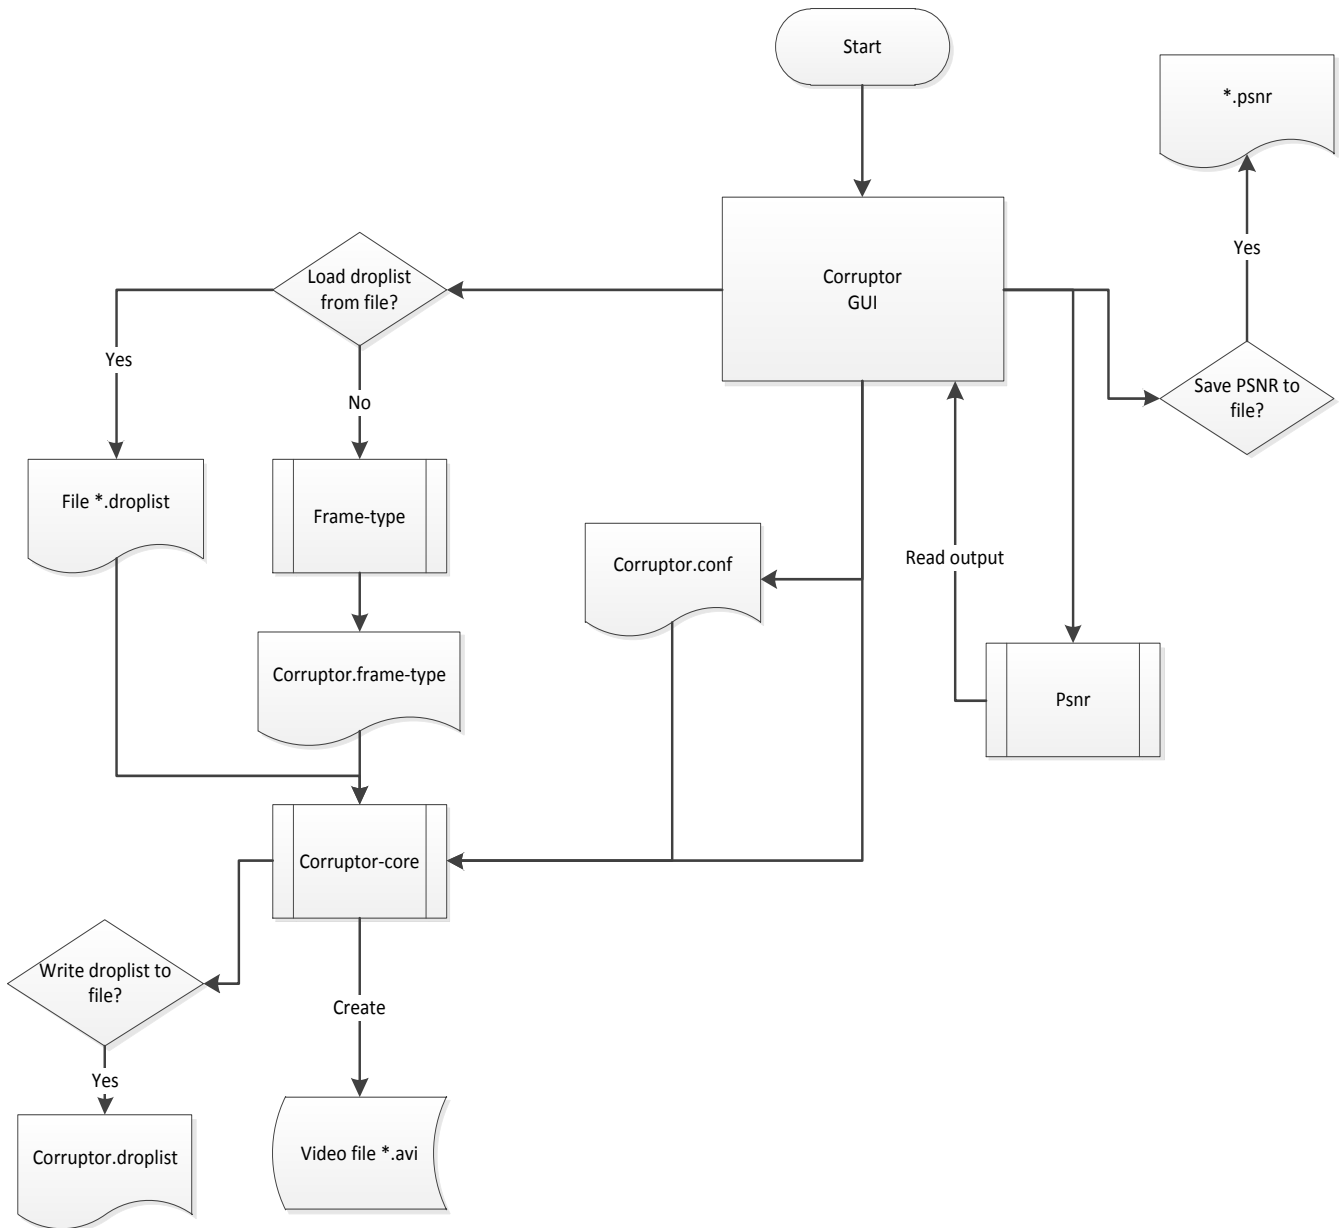 Start
*.psnr
Corruptor
GUI
Load droplist
from file?
Yes
Yes
No
Save PSNR to
file?
File *.droplist
Frame-type
Corruptor.conf
Read output
Corruptor.frame-type
Psnr
Corruptor-core
Write droplist to
file?
Create
Yes
Corruptor.droplist
Video file *.avi